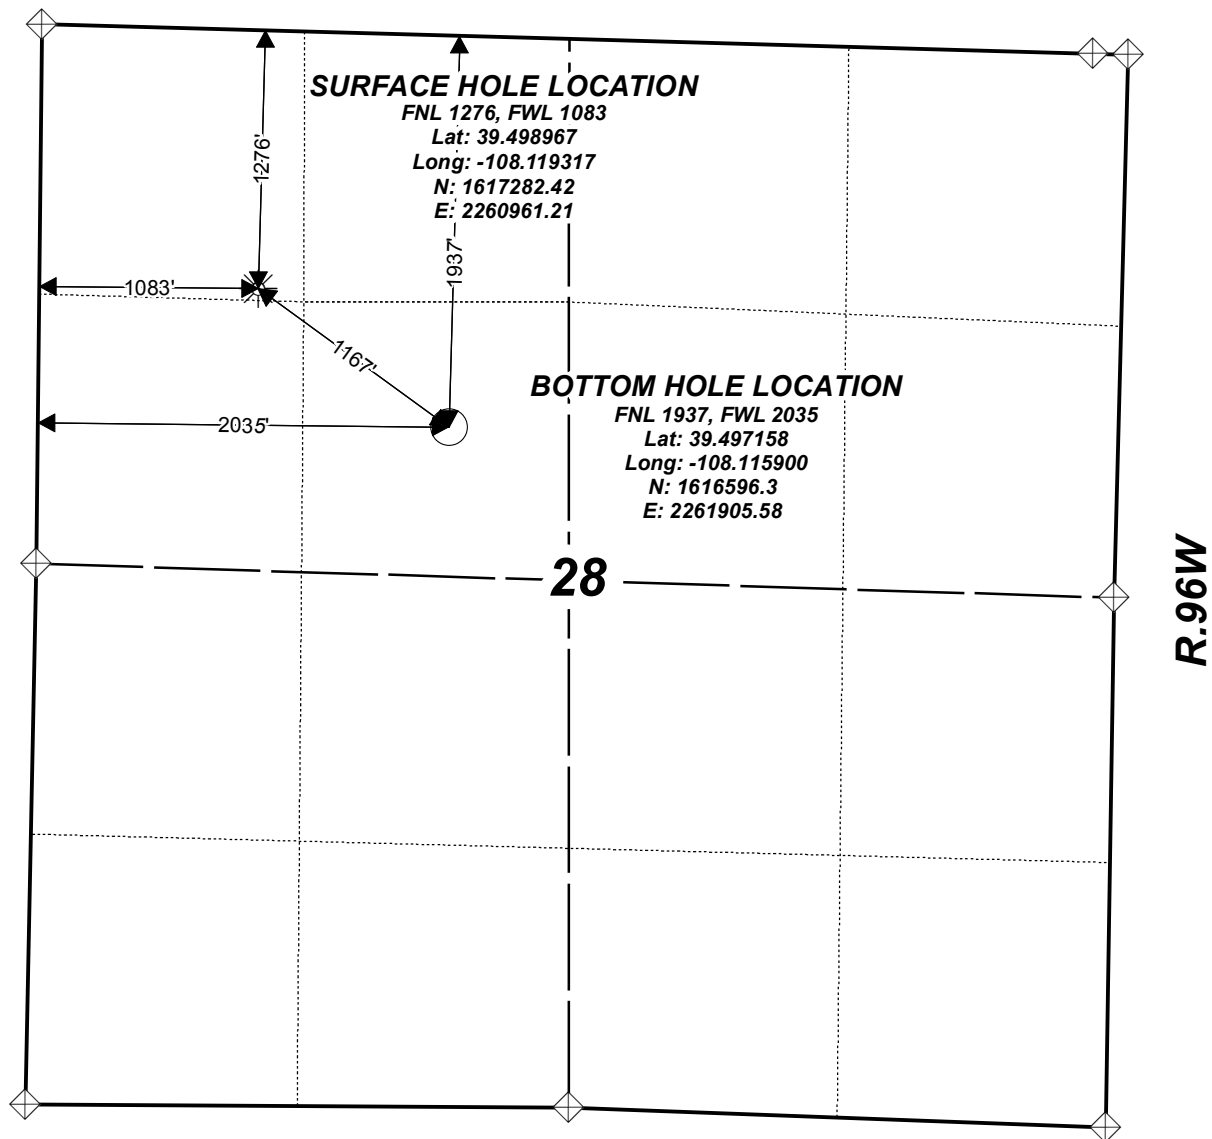 SURFACE HOLE LOCATION
FNL 1276, FWL 1083
Lat: 39.498967
Long: -108.119317
N: 1617282.42
E: 2260961.21
1276'
1937'
1083'
1167'
2035'
BOTTOM HOLE LOCATION
FNL 1937, FWL 2035
Lat: 39.497158
Long: -108.115900
N: 1616596.3
E: 2261905.58
28
R.96W